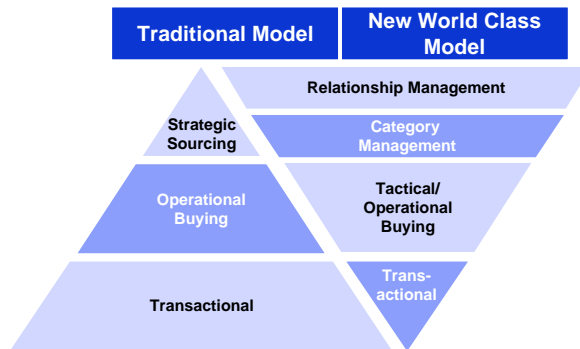 Traditional Model
New World Class
Model
Strategic
Sourcing
Operational
Buying
Transactional
Relationship Management
Category
Management
Tactical/
Operational
Buying
Trans-
actional